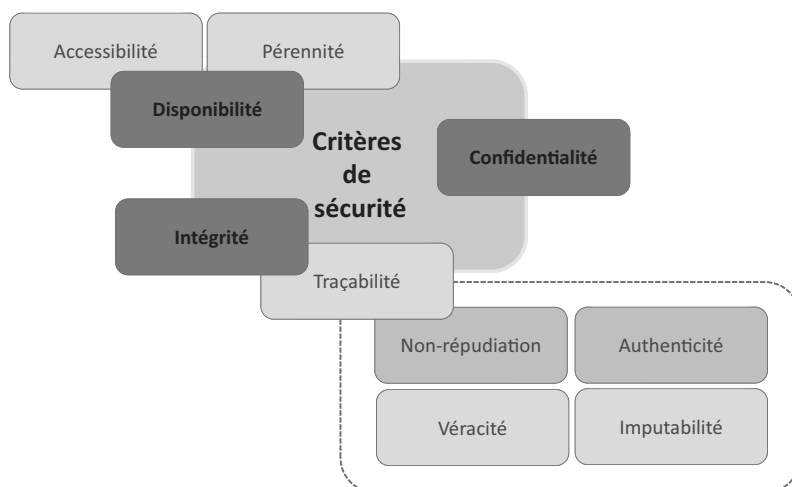 Accessibilité
Pérennité
Disponibilité
Critères
de
sécurité
Confidentialité
Intégrité
Traçabilité
Non-répudiation
Authenticité
Véracité
Imputabilité